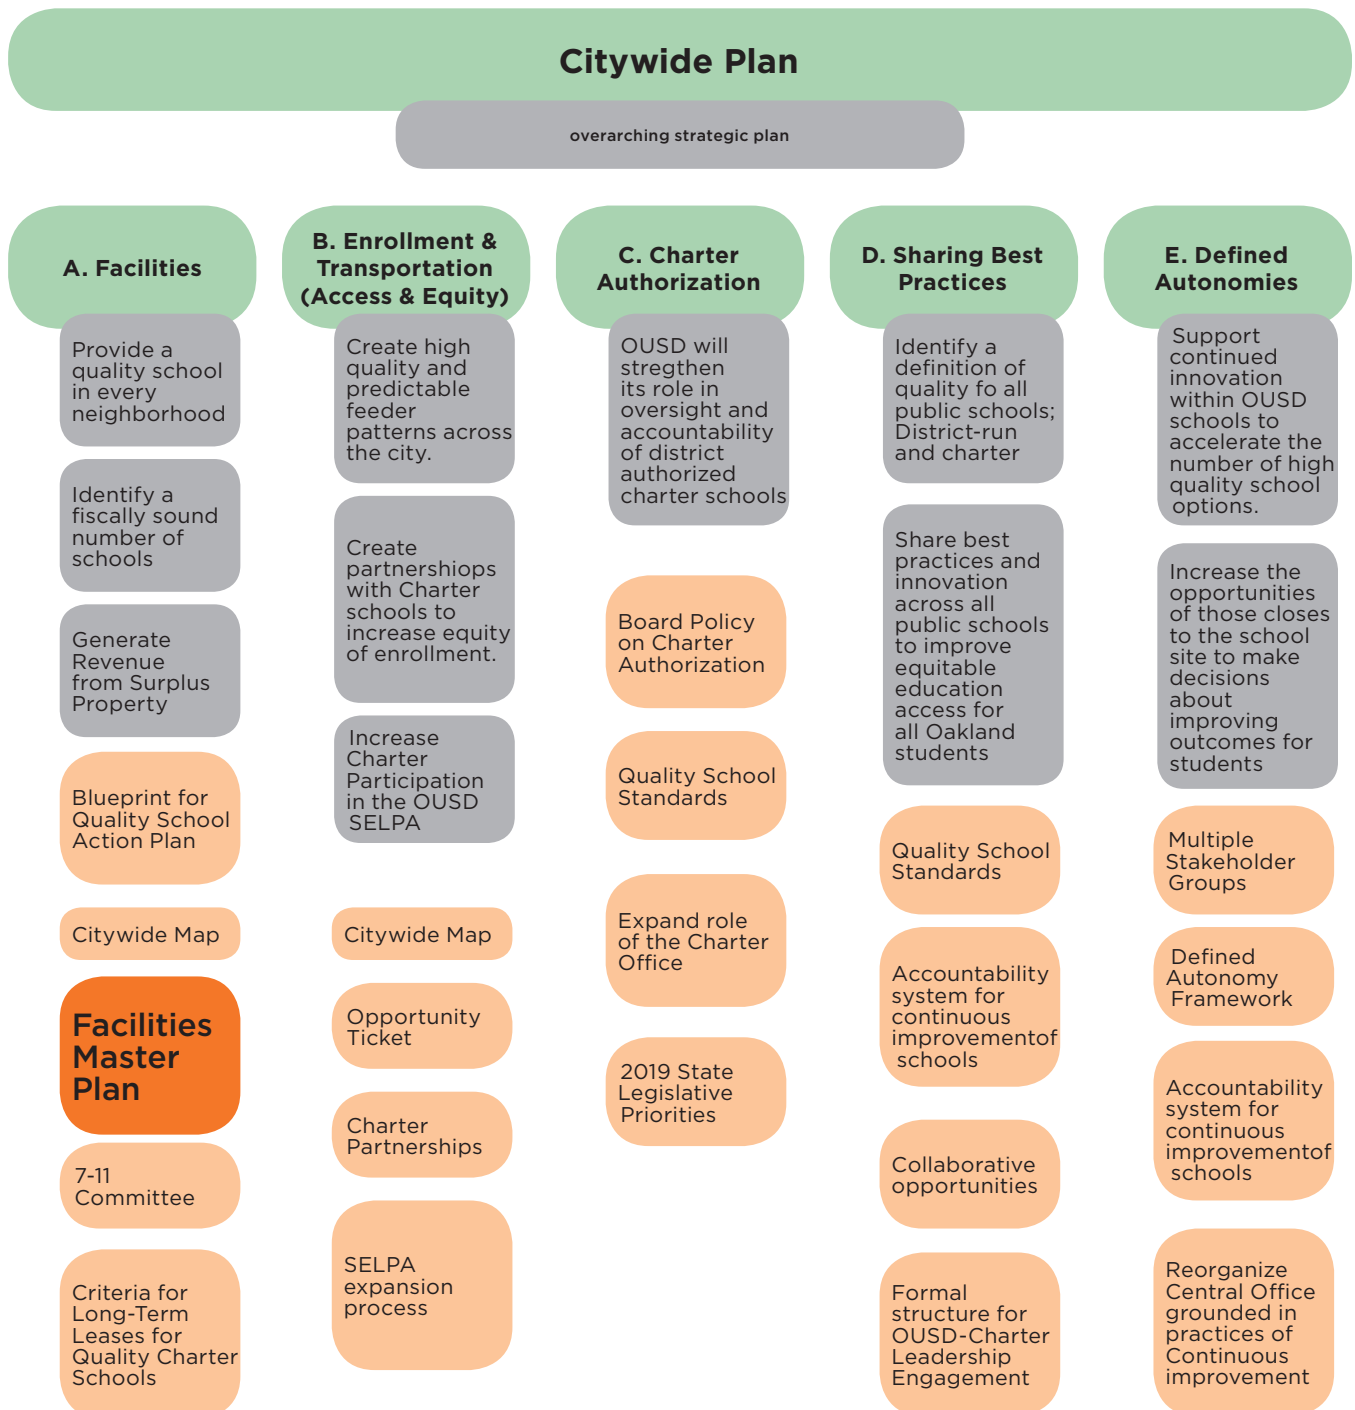 Citywide Plan
overarching strategic plan
A. Facilities
Provide a
quality school
in every
neighborhood
Identify a
fiscally sound
number of
schools
Generate
Revenue
from Surplus
Property
Blueprint for
Quality School
Action Plan
Citywide Map
Facilities
Master
Plan
7-11
Committee
Criteria for
Long-Term
Leases for
Quality Charter
Schools
B. Enrollment &
Transportation
(Access & Equity)
Create high
quality and
predictable
feeder
patterns across
the city.
Create
partnershiops
with Charter
schools to
increase equity
of enrollment.
Increase
Charter
Participation
in the OUSD
SELPA
Citywide Map
Opportunity
Ticket
Charter
Partnerships
SELPA
expansion
process
C. Charter
Authorization
OUSD will
stregthen
its role in
oversight and
accountability
of district
authorized
charter schools
Board Policy
on Charter
Authorization
Quality School
Standards
Expand role
of the Charter
Office
2019 State
Legislative
Priorities
D. Sharing Best
Practices
Identify a
definition of
quality fo all
public schools;
District-run
and charter
Share best
practices and
innovation
across all
public schools
to improve
equitable
education
access for
all Oakland
students
Quality School
Standards
Accountability
system for
continuous
improvementof
schools
Collaborative
opportunities
Formal
structure for
OUSD-Charter
Leadership
Engagement
E. Defined
Autonomies
Support
continued
innovation
within OUSD
schools to
accelerate the
number of high
quality school
options.
Increase the
opportunities
of those closes
to the school
site to make
decisions
about
improving
outcomes for
students
Multiple
Stakeholder
Groups
Defined
Autonomy
Framework
Accountability
system for
continuous
improvementof
schools
Reorganize
Central Office
grounded in
practices of
Continuous
improvement